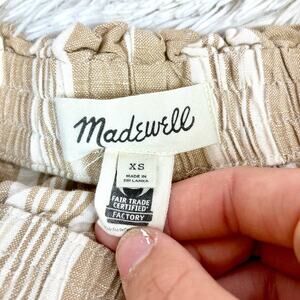 Madewell
XS
MADE IN
SRI LANKA
FAIR TRADE
CERTIFIED
FACTORY